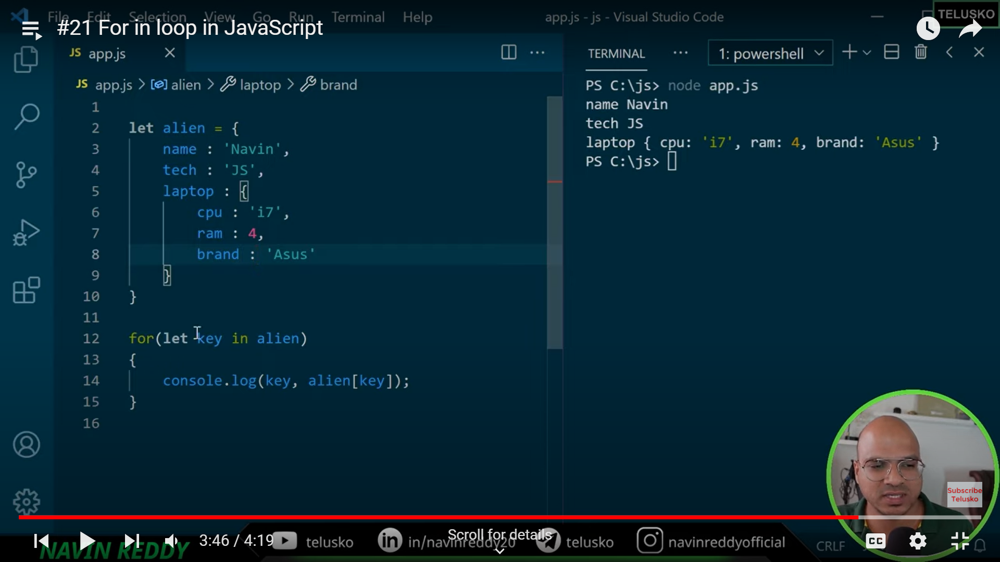 File Edit Selection View Go Run Terminal Help
app.js - js - Visual Studio Code
TELUSKO
#21 For in loop in JavaScript
JS app.js
JS app.js > alien > laptop > brand
1
2 let alien = {
3 name : 'Navin',
4 tech : 'JS',
5 laptop : {
6 cpu : 'i7',
7 ram : 4,
8 brand : 'Asus'
9 }
10 }
11
12 for(let key in alien)
13 {
14 console.log(key, alien[key]);
15 }
16
TERMINAL ... 1: powershell
PS C:\js> node app.js
name Navin
tech JS
laptop { cpu: 'i7', ram: 4, brand: 'Asus' }
PS C:\js>
Subscribe
Telusko
3:46 / 4:19
Scroll for details
NAVIN REDDY
telusko
in/navinreddy20
telusko
navinreddyofficial
CC
CRLF